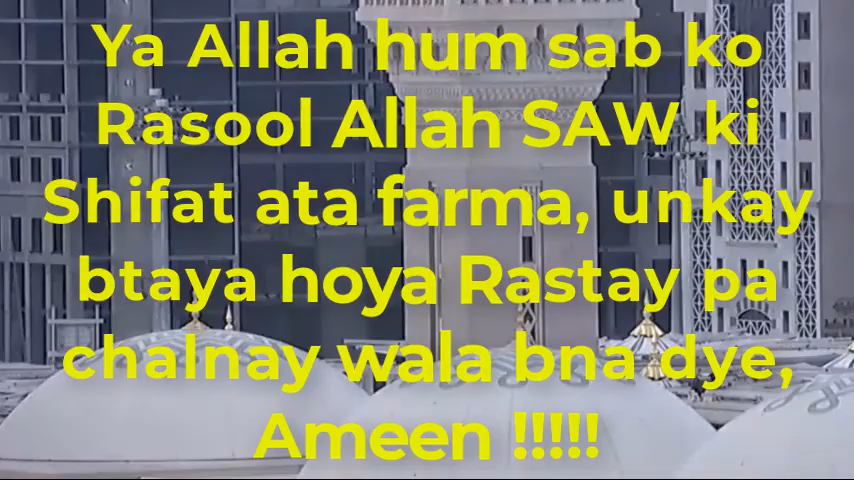 Ya Allah hum sab ko
Rasool Allah SAW ki
Shifat ata farma, unkay
btaya hoya Rastay pa
chalnay wala bna dye,
Ameen !!!!!